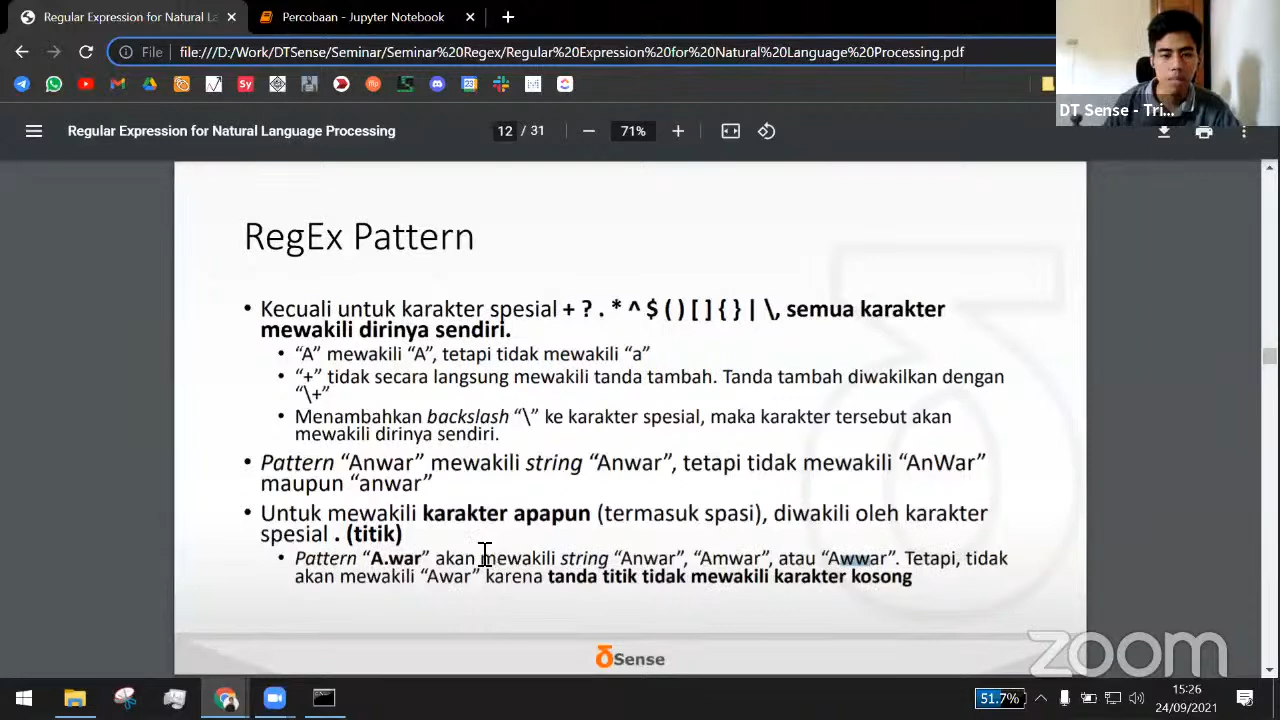 Regular Expression for Natural La
Percobaan - Jupyter Notebook
File
file:///D:/Work/DTSense/Seminar/Seminar%20Regex/Regular%20Expression%20for%20Natural%20Language%20Processing.pdf
DT Sense - Tri...
Regular Expression for Natural Language Processing
12 / 31
71%
RegEx Pattern
• Kecuali untuk karakter spesial + ? . * ^ $ ( ) [ ] { } | \, semua karakter
mewakili dirinya sendiri.
• “A” mewakili “A”, tetapi tidak mewakili “a”
• “+” tidak secara langsung mewakili tanda tambah. Tanda tambah diwakilkan dengan
“\+”
• Menambahkan backslash “\” ke karakter spesial, maka karakter tersebut akan
mewakili dirinya sendiri.
• Pattern “Anwar” mewakili string “Anwar”, tetapi tidak mewakili “AnWar”
maupun “anwar”
• Untuk mewakili karakter apapun (termasuk spasi), diwakili oleh karakter
spesial . (titik)
• Pattern “A.war” akan mewakili string “Anwar”, “Amwar”, atau “Awwar”. Tetapi, tidak
akan mewakili “Awar” karena tanda titik tidak mewakili karakter kosong
Sense
zoom
51.7%
15:26
24/09/2021